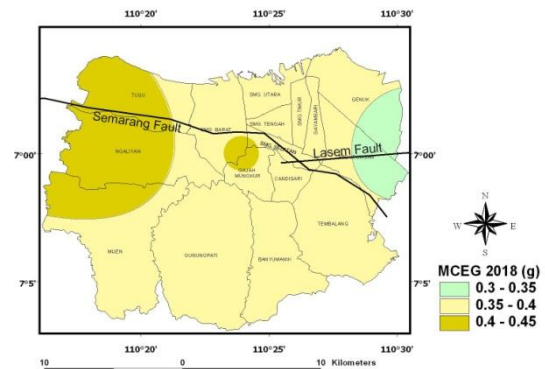 110°20' 110°25' 110°30'
TUGU
SMG UTARA
GENUK
SMG TIMUR
GAYAMSARI
Semarang Fault
SMG BARAT
SMG TENGAH
7°00' 7°00'
NGALIYAN
SMG SELATAN
Lasem Fault
GAJAH
MUNGKUR
CANDISARI
TEMBALANG
MIJEN
GUNUNGPATI
BANYUMANIK
7°5' 7°5'
110°20' 110°25' 110°30'
10 0 10 Kilometers
N
W E
S
MCEG 2018 (g)
0.3 - 0.35
0.35 - 0.4
0.4 - 0.45